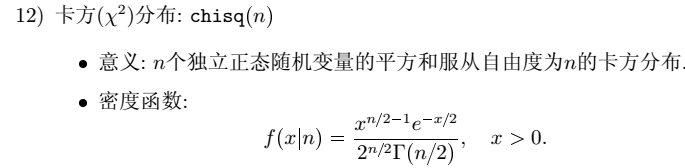 12) 卡方(χ²)分布: chisq(n)
• 意义: n个独立正态随机变量的平方和服从自由度为n的卡方分布.
• 密度函数:
f(x|n) = \frac{x^{n/2-1}e^{-x/2}}{2^{n/2}Γ(n/2)}, x > 0.